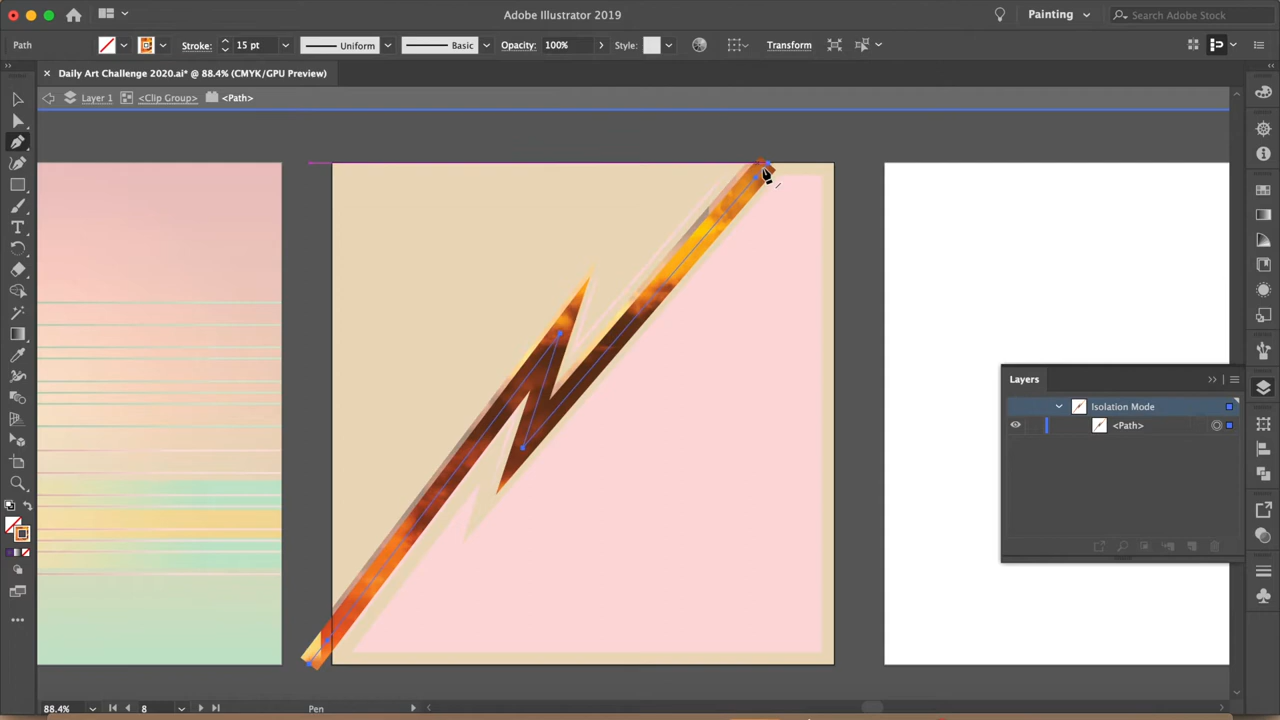 Adobe Illustrator 2019
Painting
Search Adobe Stock
Path
Stroke:
15 pt
Uniform
Basic
Opacity:
100%
Style:
Transform
× Daily Art Challenge 2020.ai* @ 88.4% (CMYK/GPU Preview)
Layer 1
<Clip Group>
<Path>
Layers
Isolation Mode
<Path>
88.4%
8
Pen